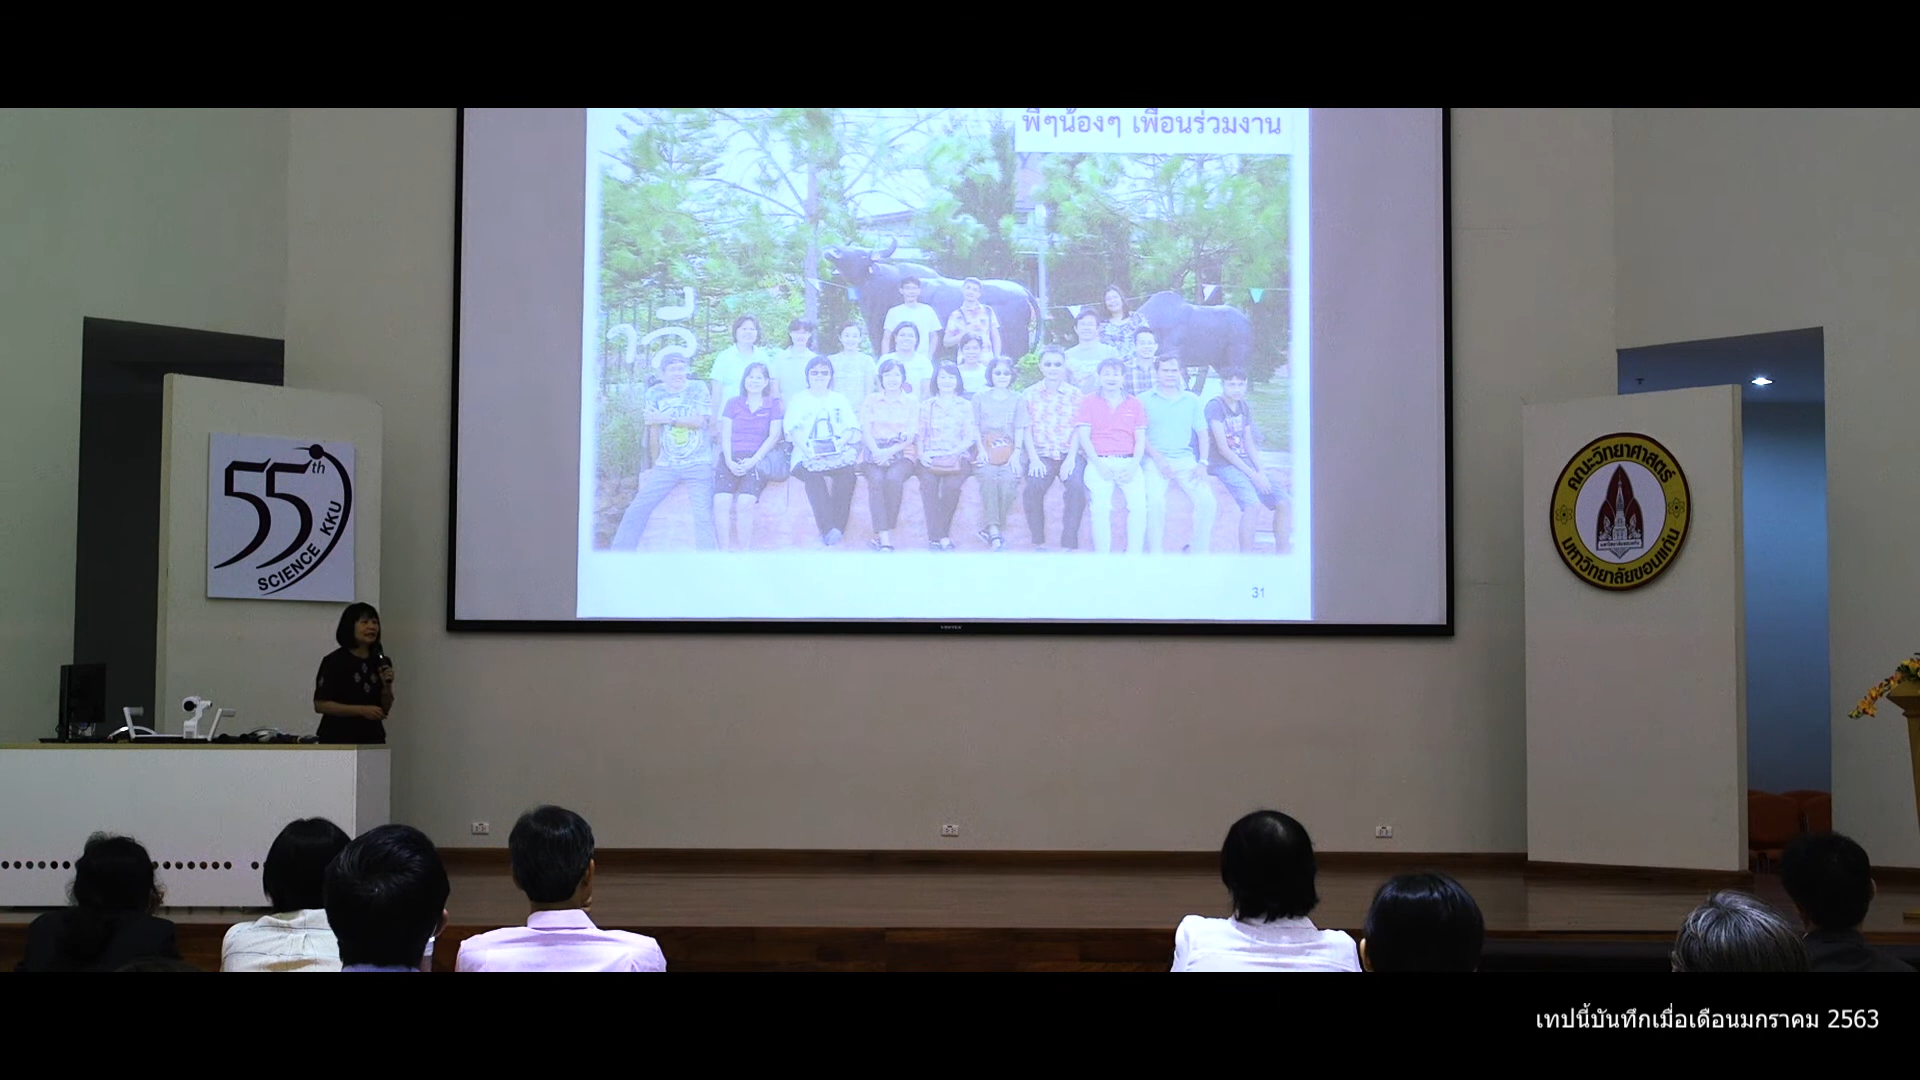 พี่ๆน้องๆ เพื่อนร่วมงาน
31
55th
SCIENCE KKU
คณะวิทยาศาสตร์
มหาวิทยาลัยขอนแก่น
เทปนี้บันทึกเมื่อเดือนมกราคม 2563